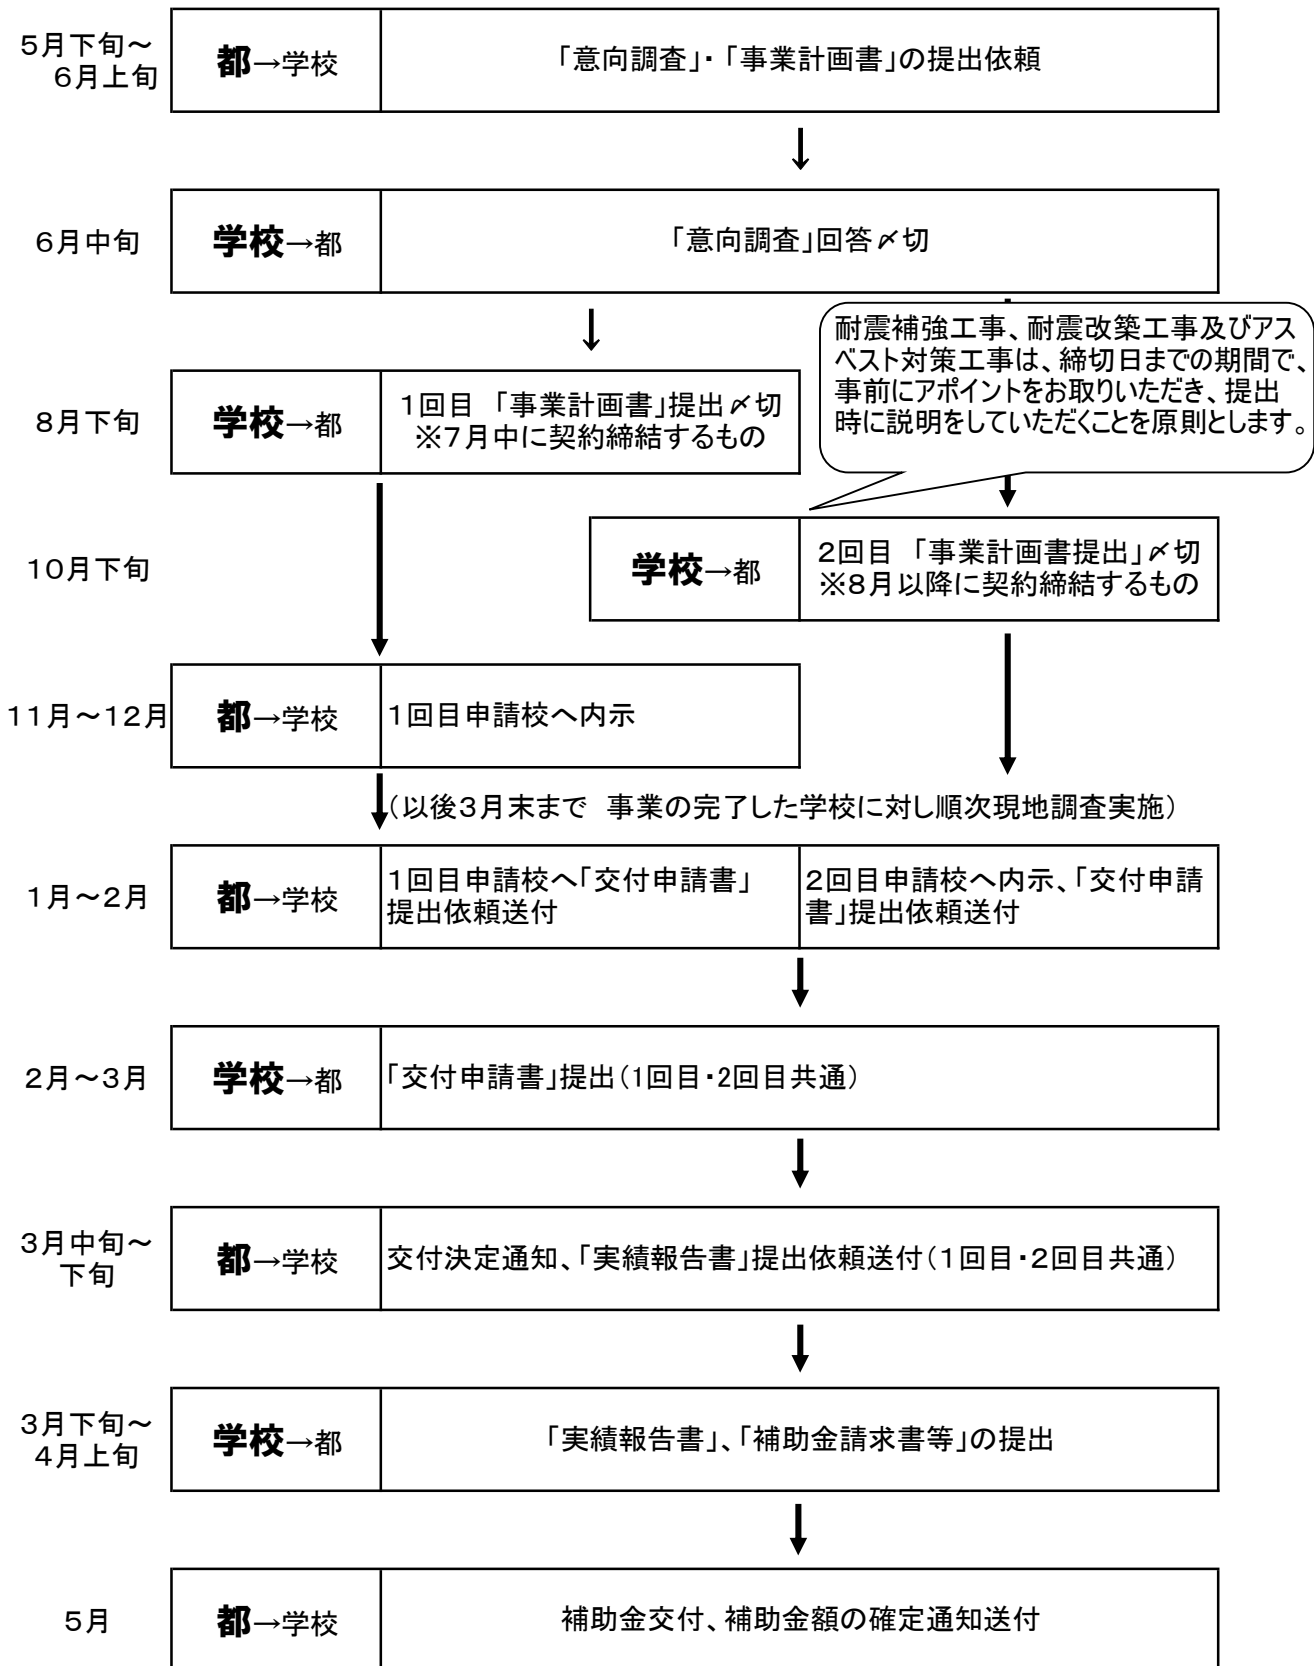 5月下旬～
6月上旬
都→学校
「意向調査」・「事業計画書」の提出依頼
↓
6月中旬
学校→都
「意向調査」回答〆切
↓
耐震補強工事、耐震改築工事及びアス
ベスト対策工事は、締切日までの期間で、
事前にアポイントをお取りいただき、提出
時に説明をしていただくことを原則とします。
8月下旬
学校→都
1回目　「事業計画書」提出〆切
※7月中に契約締結するもの
10月下旬
学校→都
2回目　「事業計画書提出」〆切
※8月以降に契約締結するもの
11月～12月
都→学校
1回目申請校へ内示
（以後3月末まで　事業の完了した学校に対し順次現地調査実施）
1月～2月
都→学校
1回目申請校へ「交付申請書」
提出依頼送付
2回目申請校へ内示、「交付申請
書」提出依頼送付
2月～3月
学校→都
「交付申請書」提出（1回目・2回目共通）
3月中旬～
下旬
都→学校
交付決定通知、「実績報告書」提出依頼送付（1回目・2回目共通）
3月下旬～
4月上旬
学校→都
「実績報告書」、「補助金請求書等」の提出
5月
都→学校
補助金交付、補助金額の確定通知送付